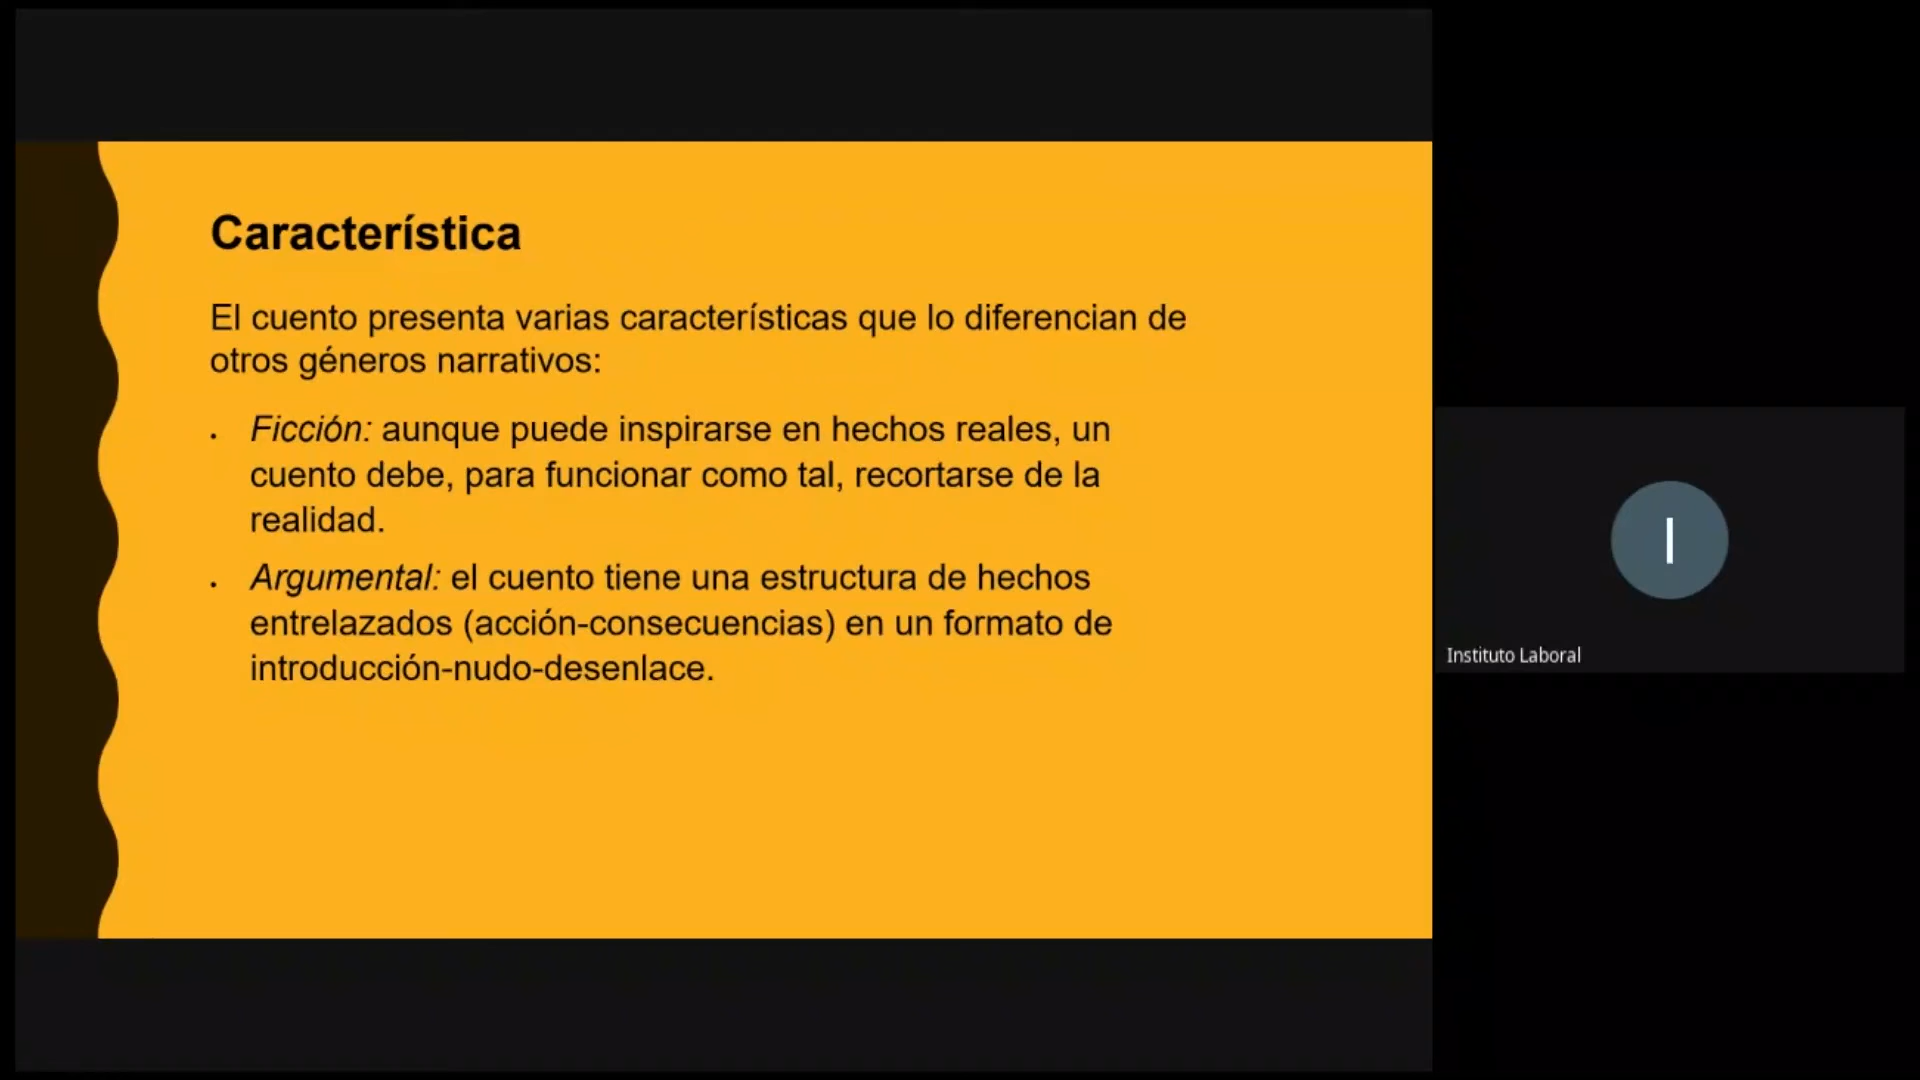 Característica
El cuento presenta varias características que lo diferencian de
otros géneros narrativos:
• Ficción: aunque puede inspirarse en hechos reales, un
cuento debe, para funcionar como tal, recortarse de la
realidad.
• Argumental: el cuento tiene una estructura de hechos
entrelazados (acción-consecuencias) en un formato de
introducción-nudo-desenlace.
I
Instituto Laboral